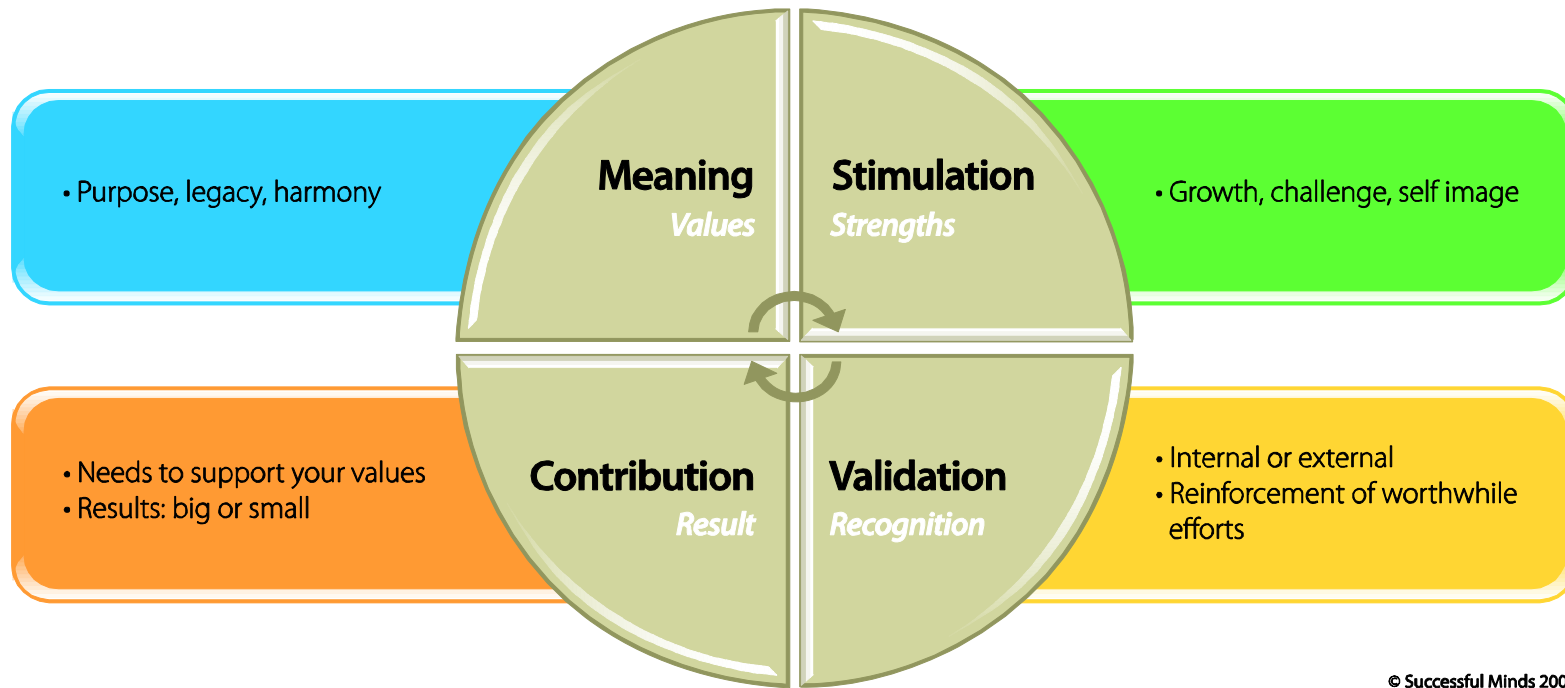 Meaning
Values
• Purpose, legacy, harmony
Stimulation
Strengths
• Growth, challenge, self image
Contribution
Result
• Needs to support your values
• Results: big or small
Validation
Recognition
• Internal or external
• Reinforcement of worthwhile
efforts
© Successful Minds 200